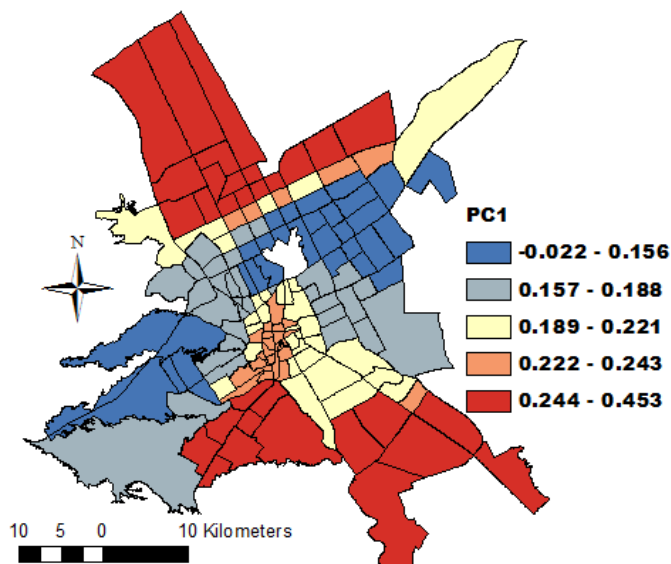 N
PC1
-0.022 - 0.156
0.157 - 0.188
0.189 - 0.221
0.222 - 0.243
0.244 - 0.453
10 5 0 10 Kilometers